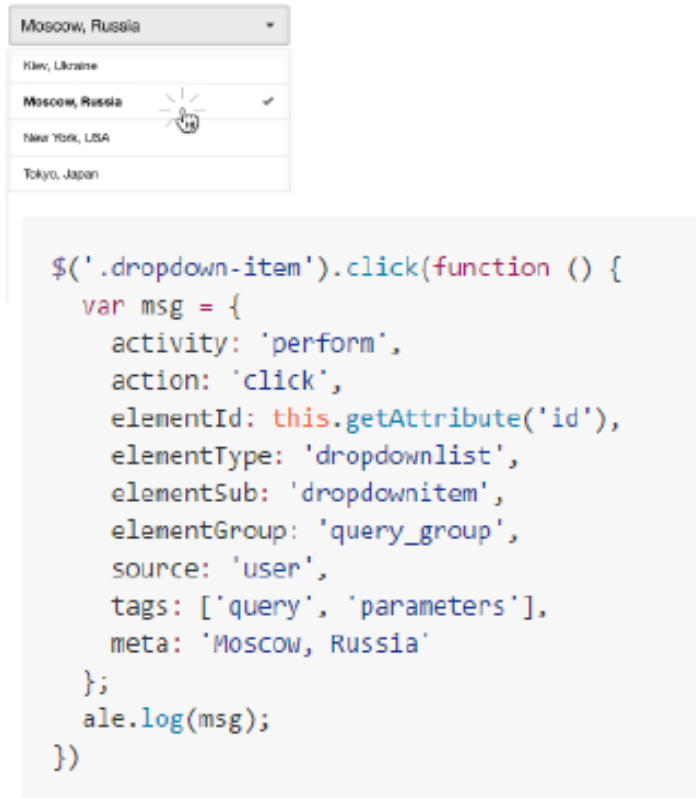 Moscow, Russia
Kiev, Ukraine
Moscow, Russia
New York, USA
Tokyo, Japan
$('.dropdown-item').click(function () {
  var msg = {
    activity: 'perform',
    action: 'click',
    elementId: this.getAttribute('id'),
    elementType: 'dropdownlist',
    elementSub: 'dropdownitem',
    elementGroup: 'query_group',
    source: 'user',
    tags: ['query', 'parameters'],
    meta: 'Moscow, Russia'
  };
  ale.log(msg);
})